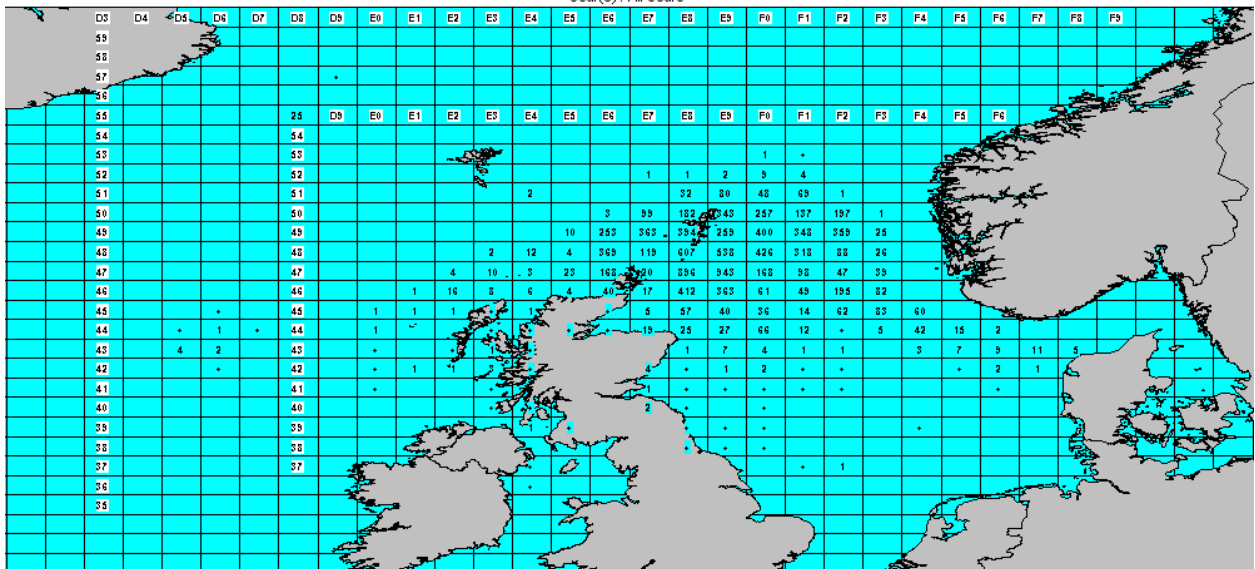 D3 D4 D5 D6 D7 D8 D9 E0 E1 E2 E3 E4 E5 E6 E7 E8 E9 F0 F1 F2 F3 F4 F5 F6 F7 F8 F9
59
58
57 +
56
55 25 D9 E0 E1 E2 E3 E4 E5 E6 E7 E8 E9 F0 F1 F2 F3 F4 F5 F6
54 54
53 53 1 +
52 52 1 1 2 9 4
51 51 2 32 80 48 69 1
50 50 3 99 182 343 257 137 197 1
49 49 10 253 363 394 259 400 348 359 25
48 48 2 12 4 369 119 607 538 426 318 88 26
47 47 4 10 3 23 168 20 896 943 168 98 47 39
46 46 1 16 8 6 4 40 17 412 363 61 49 195 82
45 + 45 1 1 1 + 1 + 5 57 40 36 14 62 83 60
44 + 1 + 44 1 + + + 19 25 27 66 12 + 5 42 15 2
43 4 2 43 + + 1 + 1 7 4 1 1 3 7 9 11 5
42 + 42 + 1 1 3 + 4 + 1 2 + + + 2 1
41 41 + + 1 + + + + +
40 40 + 2 + +
39 39 + + + + +
38 38 + + +
37 37 + 1
36 +
35